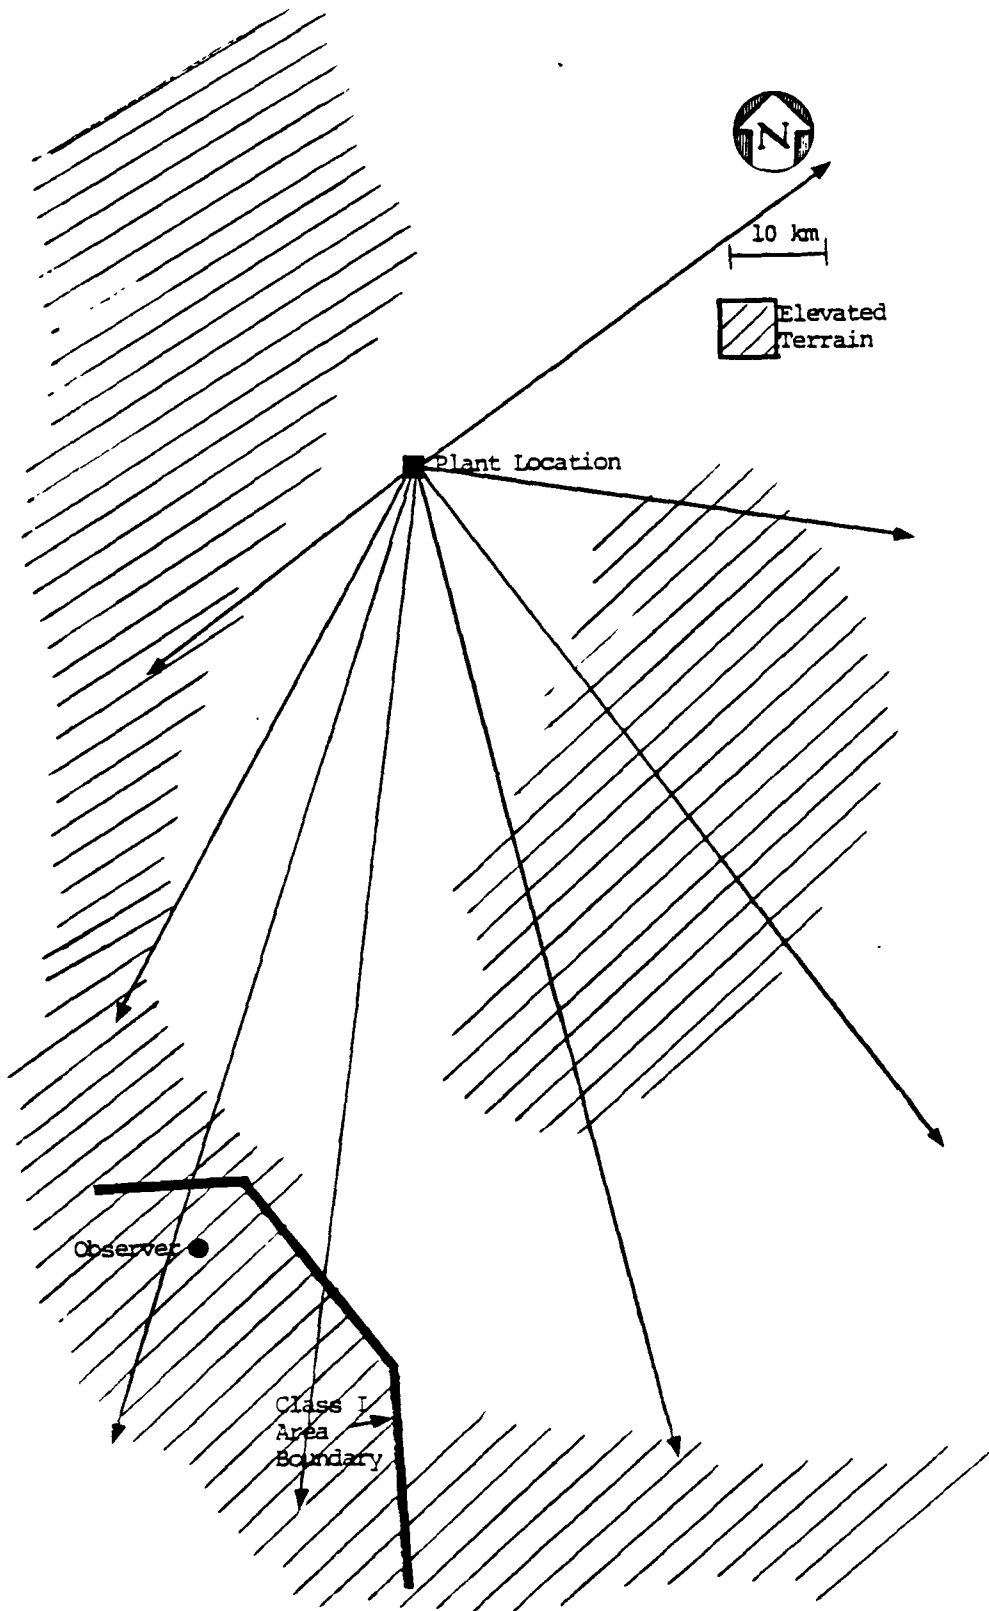 N
10 km
Elevated
Terrain
Plant Location
Observer
Class I
Area
Boundary